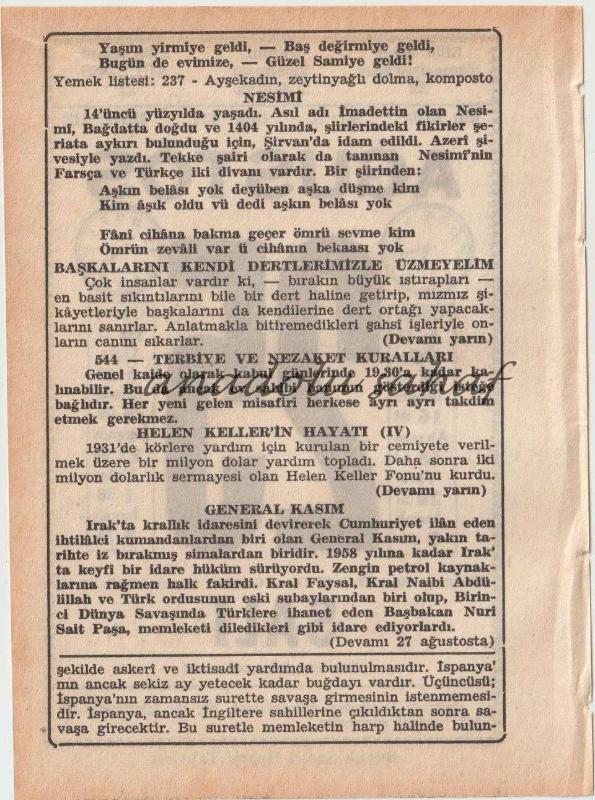 Yaşım yirmiye geldi, — Baş değirmiye geldi,
Bugün de evimize, — Güzel Samiye geldi!
Yemek listesi: 237 - Ayşekadın, zeytinyağlı dolma, komposto
NESİMÎ
14'üncü yüzyılda yaşadı. Asıl adı İmadettin olan Nesi-
mî, Bağdatta doğdu ve 1404 yılında, şiirlerindeki fikirler şe-
riata aykırı bulunduğu için, Şirvan'da idam edildi. Azerî şi-
vesiyle yazdı. Tekke şairi olarak da tanınan Nesimî'nin
Farsça ve Türkçe iki divanı vardır. Bir şiirinden:
Aşkın belâsı yok deyüben aşka düşme kim
Kim âşık oldu vü dedi aşkın belâsı yok
Fâni cihâna bakma geçer ömrü sevme kim
Ömrün zevâli var ü cihânın bekaası yok
BAŞKALARINI KENDİ DERTLERİMİZLE ÜZMEYELİM
Çok insanlar vardır ki, — bırakın büyük ıstırapları —
en basit sıkıntılarını bile bir dert haline getirip, mızmız şi-
kâyetleriyle başkalarını da kendilerine dert ortağı yapacak-
larını sanırlar. Anlatmakla bitiremedikleri şahsî işleriyle on-
ların canını sıkarlar. (Devamı yarın)
544 — TERBİYE VE NEZAKET KURALLARI
Genel kaide olarak kabul günlerinde 19,30'a kadar ka-
lınabilir. Bu da ancak ev sahibi hanımın göstereceği isteğe
bağlıdır. Her yeni gelen misafiri herkese ayrı ayrı takdim
etmek gerekmez.
anadolu sahaf
HELEN KELLER'İN HAYATI (IV)
1931'de körlere yardım için kurulan bir cemiyete veril-
mek üzere bir milyon dolar yardım topladı. Daha sonra iki
milyon dolarlık sermayesi olan Helen Keller Fonu'nu kurdu.
(Devamı yarın)
GENERAL KASIM
Irak'ta krallık idaresini devirerek Cumhuriyet ilân eden
ihtilâlci kumandanlardan biri olan General Kasım, yakın ta-
rihte iz bırakmış simalardan biridir. 1958 yılına kadar Irak'
ta keyfî bir idare hüküm sürüyordu. Zengin petrol kaynak-
larına rağmen halk fakirdi. Kral Faysal, Kral Naibi Abdü-
lillah ve Türk ordusunun eski subaylarından biri olup, Birin-
ci Dünya Savaşında Türklere ihanet eden Başbakan Nuri
Sait Paşa, memleketi diledikleri gibi idare ediyorlardı.
(Devamı 27 ağustosta)
şekilde askerî ve iktisadî yardımda bulunulmasıdır. İspanya'
nın ancak sekiz ay yetecek kadar buğdayı vardır. Üçüncüsü;
İspanya'nın zamansız surette savaşa girmesinin istenmemesi-
dir. İspanya, ancak İngiltere sahillerine çıkıldıktan sonra sa-
vaşa girecektir. Bu suretle memleketin harp halinde bulun-